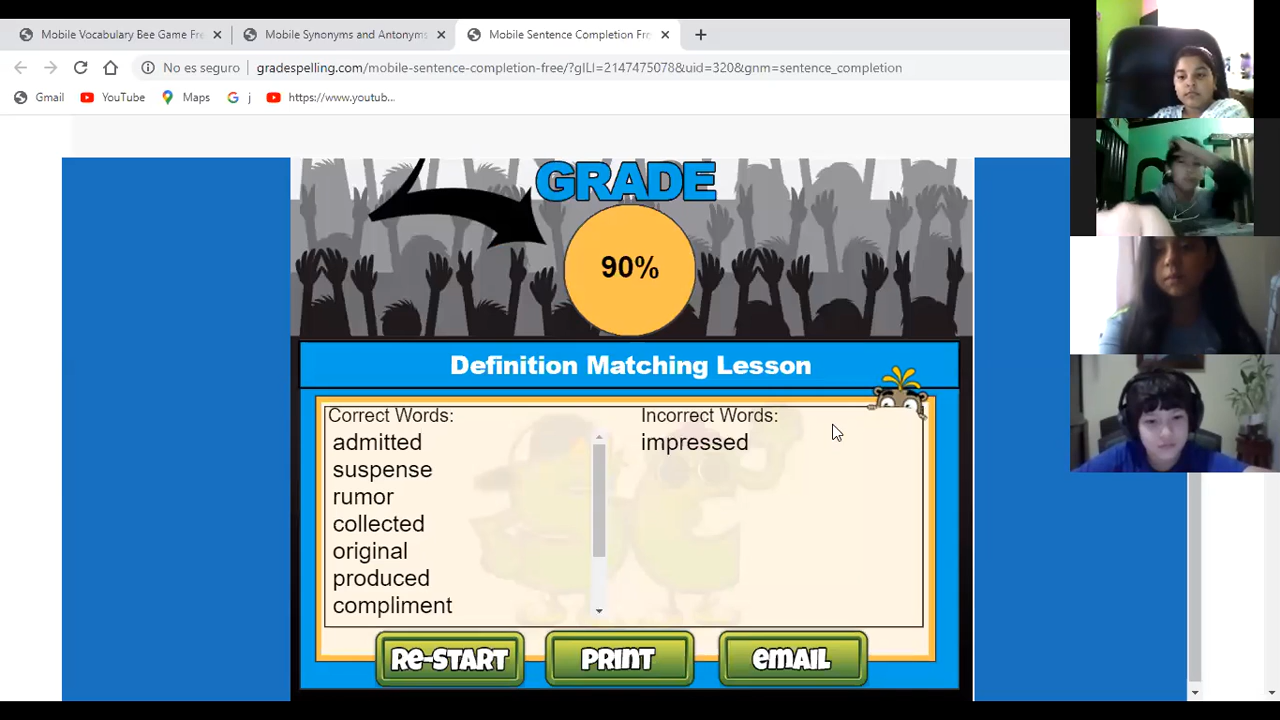 Mobile Vocabulary Bee Game Fre
Mobile Synonyms and Antonyms
Mobile Sentence Completion Fre
No es seguro
gradespelling.com/mobile-sentence-completion-free/?glLI=2147475078&uid=320&gnm=sentence_completion
Gmail
YouTube
Maps
j
https://www.youtub...
GRADE
90%
Definition Matching Lesson
Correct Words:
Incorrect Words:
admitted
impressed
suspense
rumor
collected
original
produced
compliment
Re-START
PRINT
EMAIL